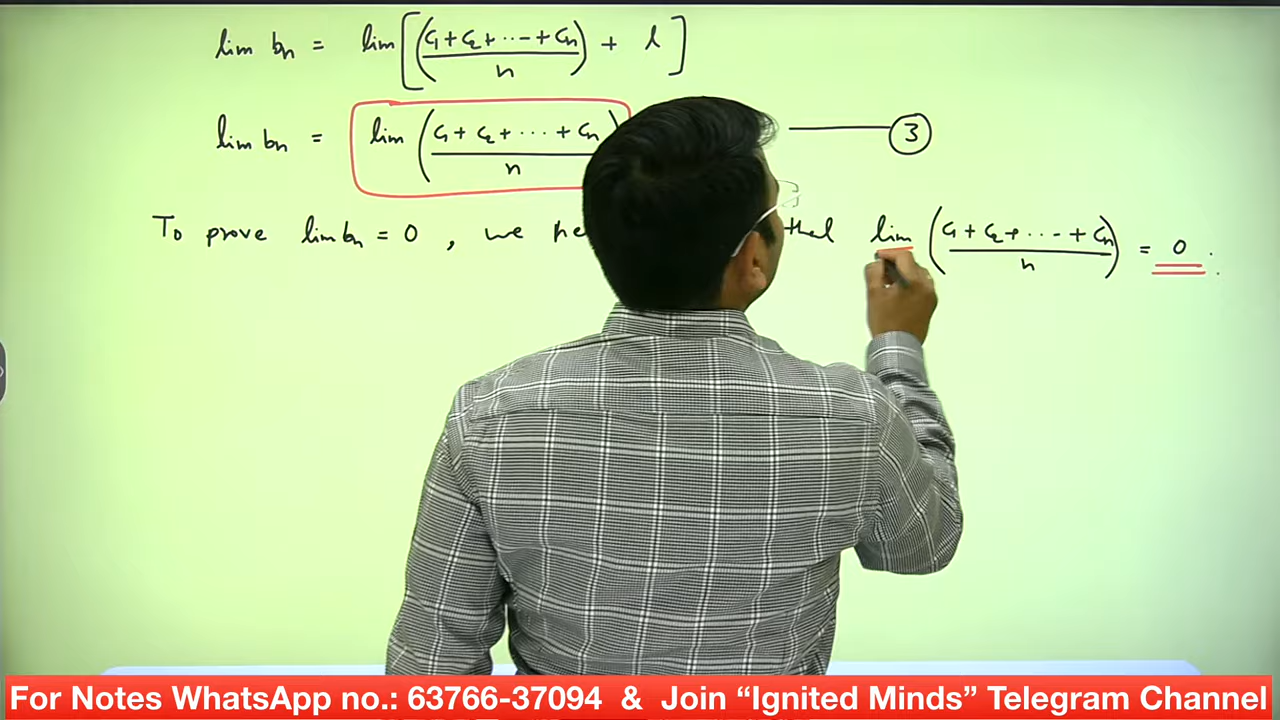 lim bn = lim[(C1+C2+···-+Cn)/n + l]
lim bn = lim (C1+C2+····+Cn)/n ——— ③
To prove lim bn = 0 , we that lim (C1+C2+···-+Cn)/n = 0 .
For Notes WhatsApp no.: 63766-37094 & Join “Ignited Minds” Telegram Channel